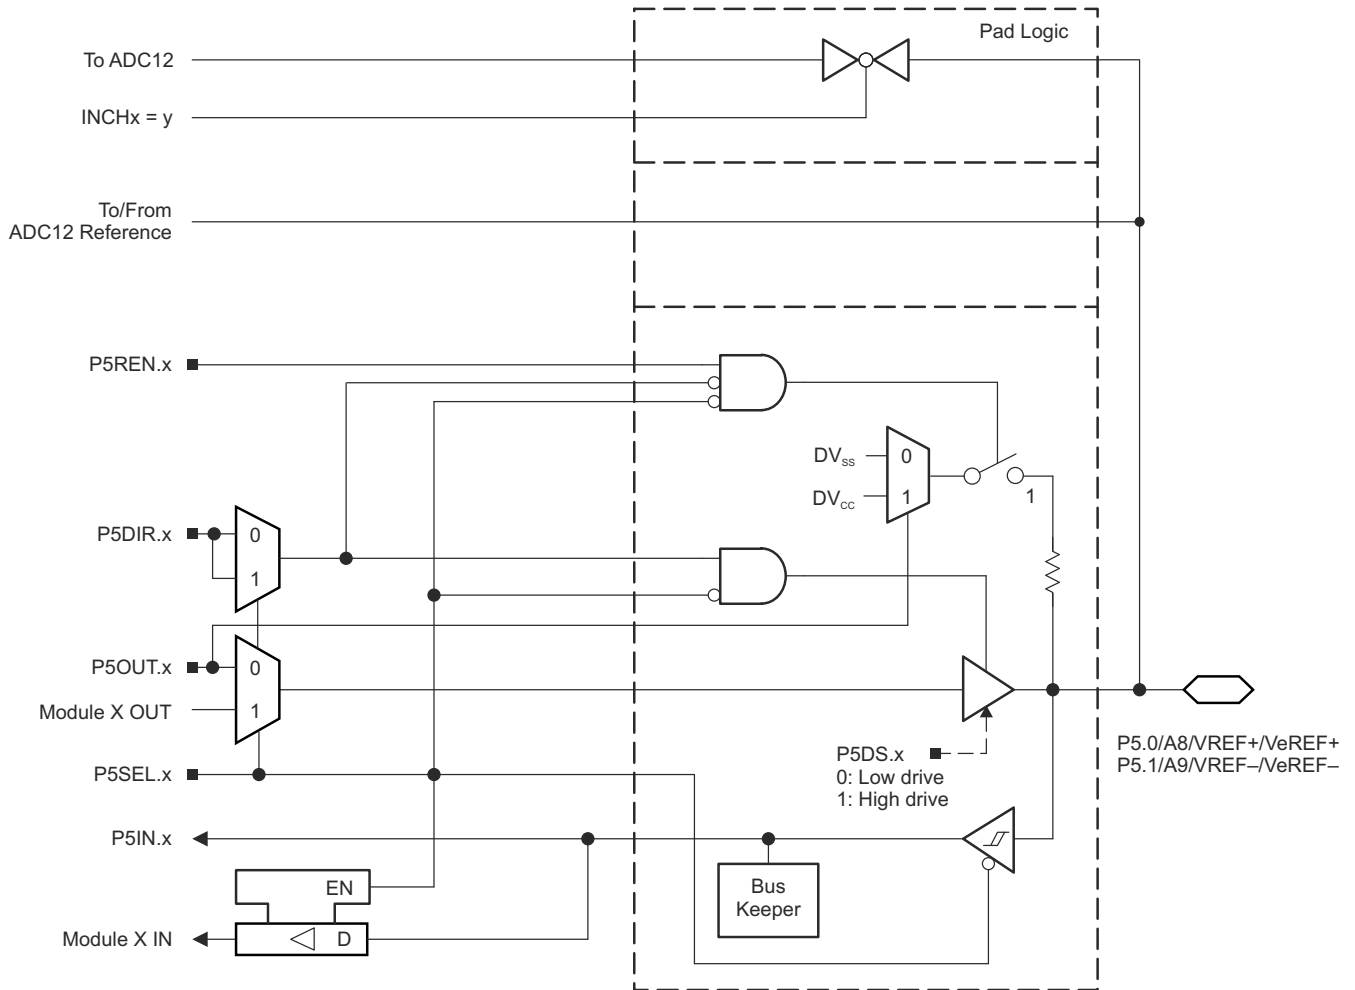 Pad Logic
To ADC12
INCHx = y
To/From
ADC12 Reference
P5REN.x
DVSS
0
DVCC
1
1
P5DIR.x
0
1
P5OUT.x
0
Module X OUT
1
P5SEL.x
P5DS.x
0: Low drive
1: High drive
P5.0/A8/VREF+/VeREF+
P5.1/A9/VREF–/VeREF–
P5IN.x
Bus
Keeper
EN
Module X IN
D